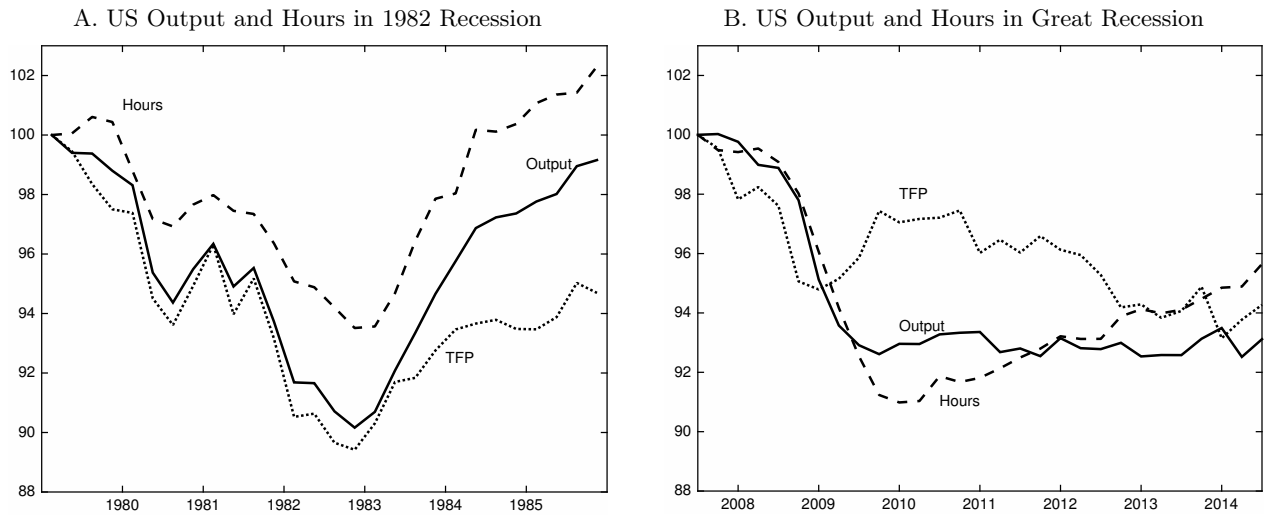 A. US Output and Hours in 1982 Recession
102
100
98
96
94
92
90
88
1980 1981 1982 1983 1984 1985
Hours
Output
TFP
B. US Output and Hours in Great Recession
102
100
98
96
94
92
90
88
2008 2009 2010 2011 2012 2013 2014
TFP
Output
Hours